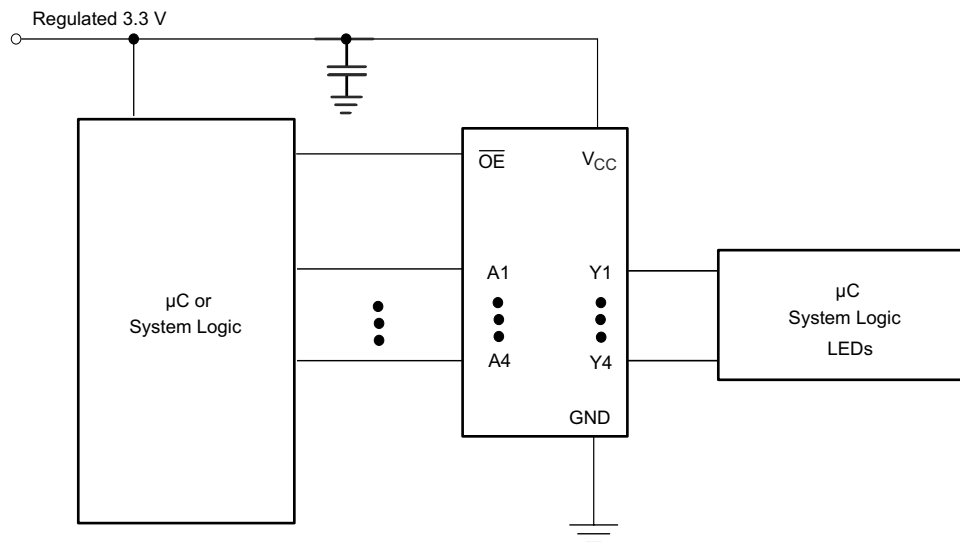 Regulated 3.3 V
OE
VCC
µC or
System Logic
A1
Y1
A4
Y4
GND
µC
System Logic
LEDs